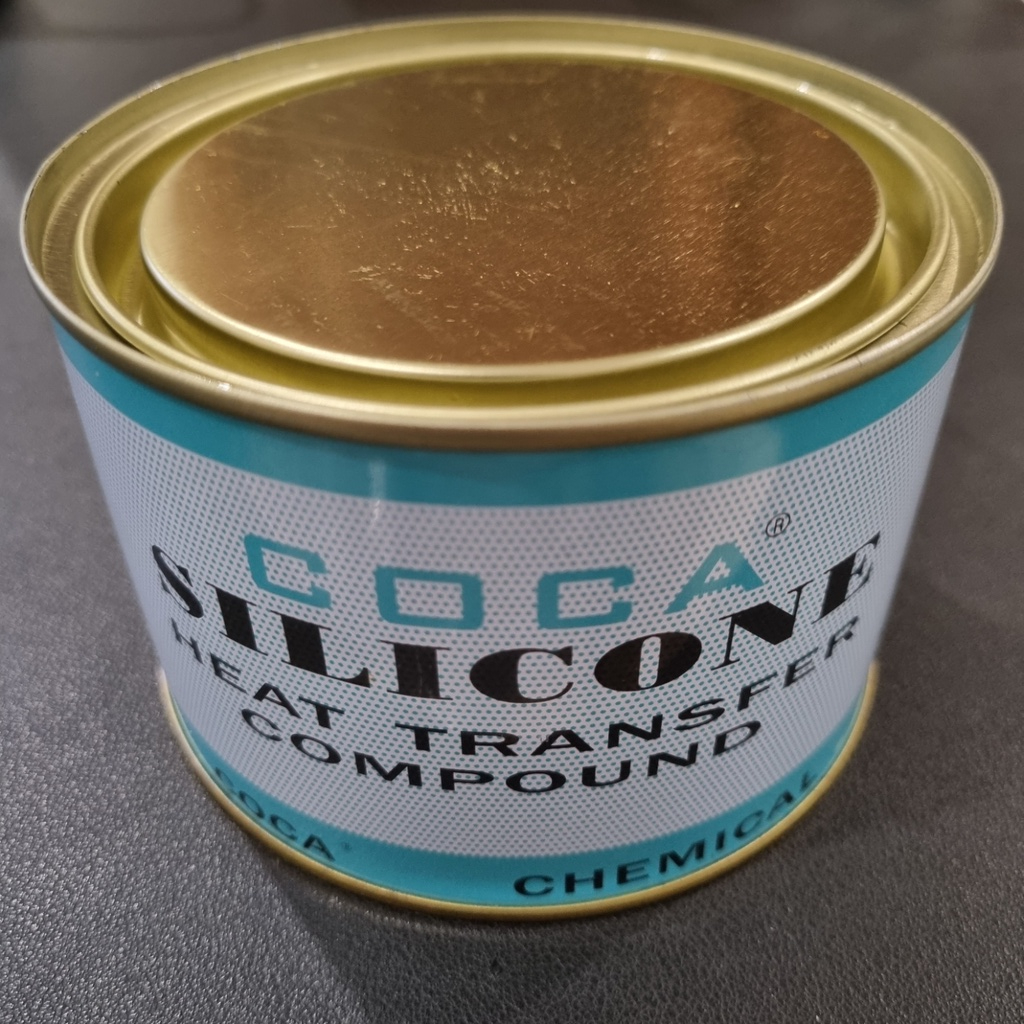 COCA®
SILICONE
HEAT TRANSFER
COMPOUND
COCA® CHEMICAL